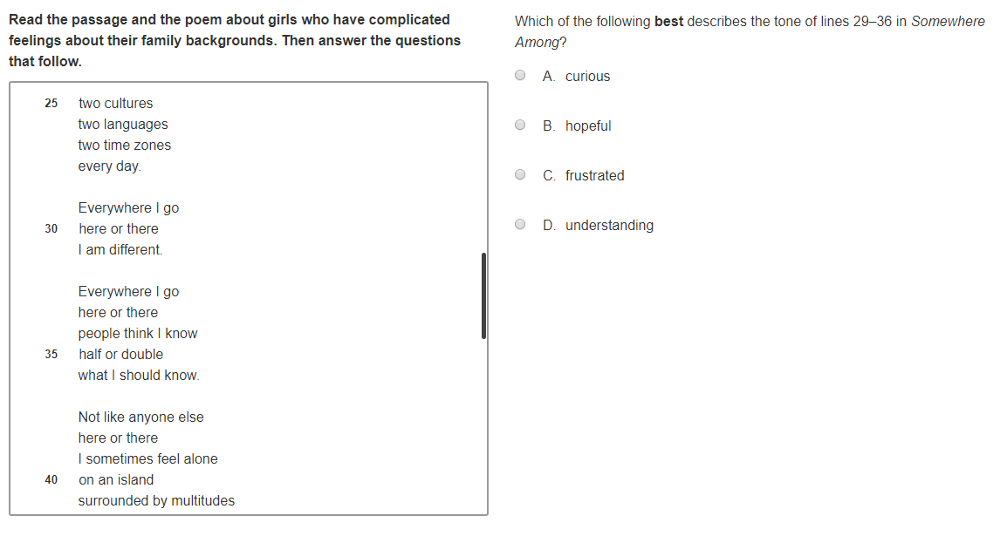 Read the passage and the poem about girls who have complicated
feelings about their family backgrounds. Then answer the questions
that follow.
25 two cultures
two languages
two time zones
every day.
Everywhere I go
30 here or there
I am different.
Everywhere I go
here or there
people think I know
35 half or double
what I should know.
Not like anyone else
here or there
I sometimes feel alone
40 on an island
surrounded by multitudes
Which of the following best describes the tone of lines 29–36 in Somewhere
Among?
A. curious
B. hopeful
C. frustrated
D. understanding